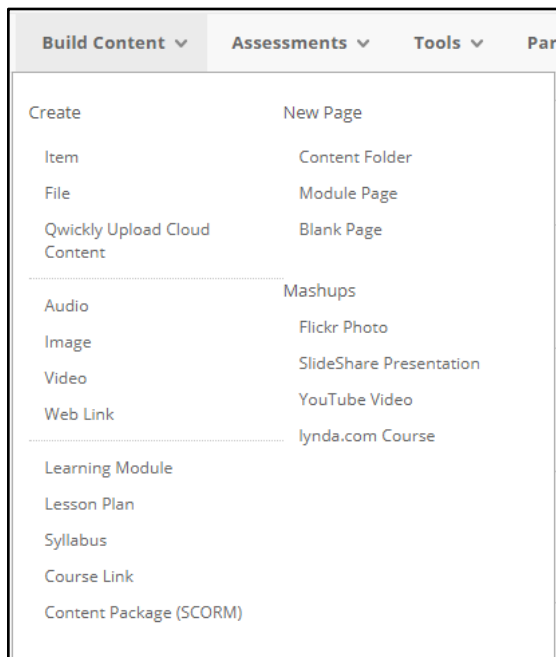 Build Content
Assessments
Tools
Par
Create
Item
File
Qwickly Upload Cloud
Content
Audio
Image
Video
Web Link
Learning Module
Lesson Plan
Syllabus
Course Link
Content Package (SCORM)
New Page
Content Folder
Module Page
Blank Page
Mashups
Flickr Photo
SlideShare Presentation
YouTube Video
lynda.com Course